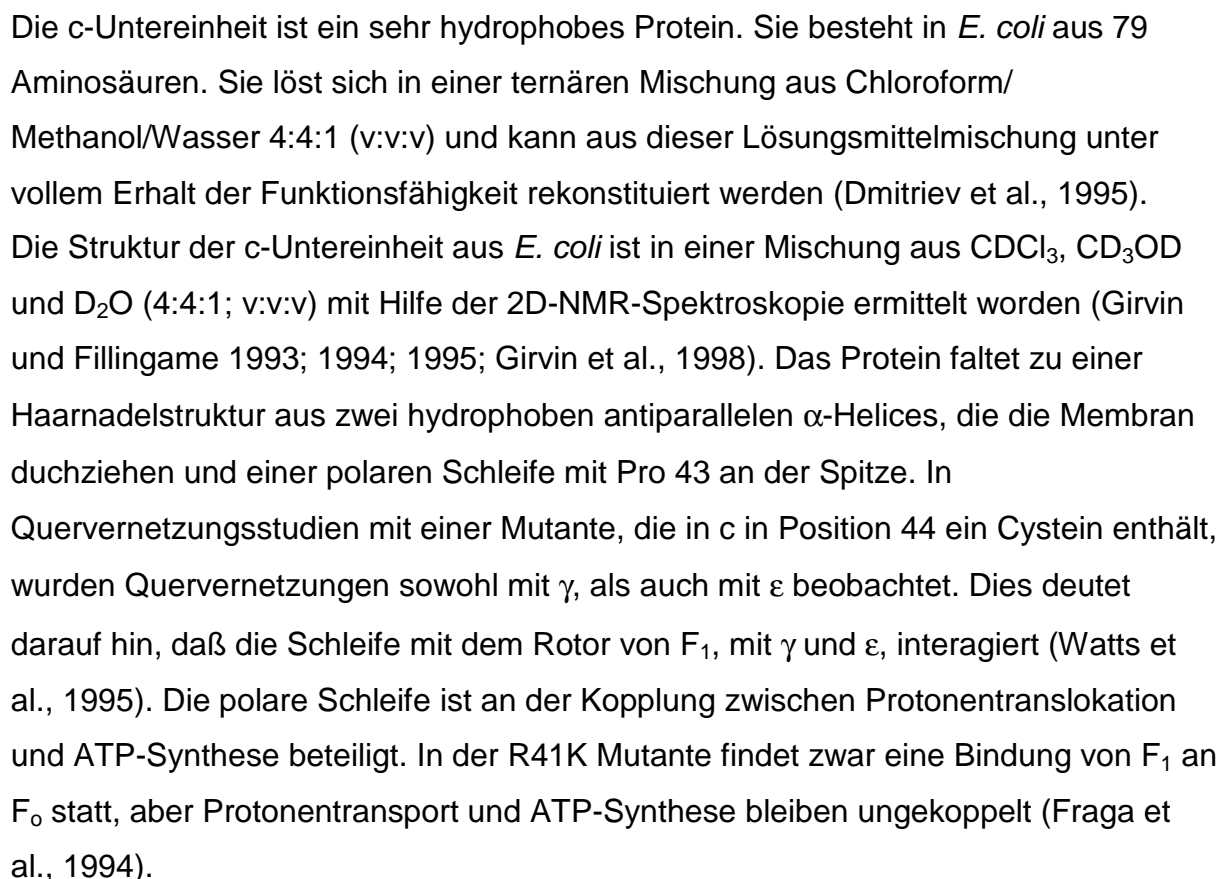 Die c-Untereinheit ist ein sehr hydrophobes Protein. Sie besteht in E. coli aus 79
Aminosäuren. Sie löst sich in einer ternären Mischung aus Chloroform/
Methanol/Wasser 4:4:1 (v:v:v) und kann aus dieser Lösungsmittelmischung unter
vollem Erhalt der Funktionsfähigkeit rekonstituiert werden (Dmitriev et al., 1995).
Die Struktur der c-Untereinheit aus E. coli ist in einer Mischung aus CDCl₃, CD₃OD
und D₂O (4:4:1; v:v:v) mit Hilfe der 2D-NMR-Spektroskopie ermittelt worden (Girvin
und Fillingame 1993; 1994; 1995; Girvin et al., 1998). Das Protein faltet zu einer
Haarnadelstruktur aus zwei hydrophoben antiparallelen α-Helices, die die Membran
duchziehen und einer polaren Schleife mit Pro 43 an der Spitze. In
Quervernetzungsstudien mit einer Mutante, die in c in Position 44 ein Cystein enthält,
wurden Quervernetzungen sowohl mit γ, als auch mit ε beobachtet. Dies deutet
darauf hin, daß die Schleife mit dem Rotor von F₁, mit γ und ε, interagiert (Watts et
al., 1995). Die polare Schleife ist an der Kopplung zwischen Protonentranslokation
und ATP-Synthese beteiligt. In der R41K Mutante findet zwar eine Bindung von F₁ an
Fₒ statt, aber Protonentransport und ATP-Synthese bleiben ungekoppelt (Fraga et
al., 1994).